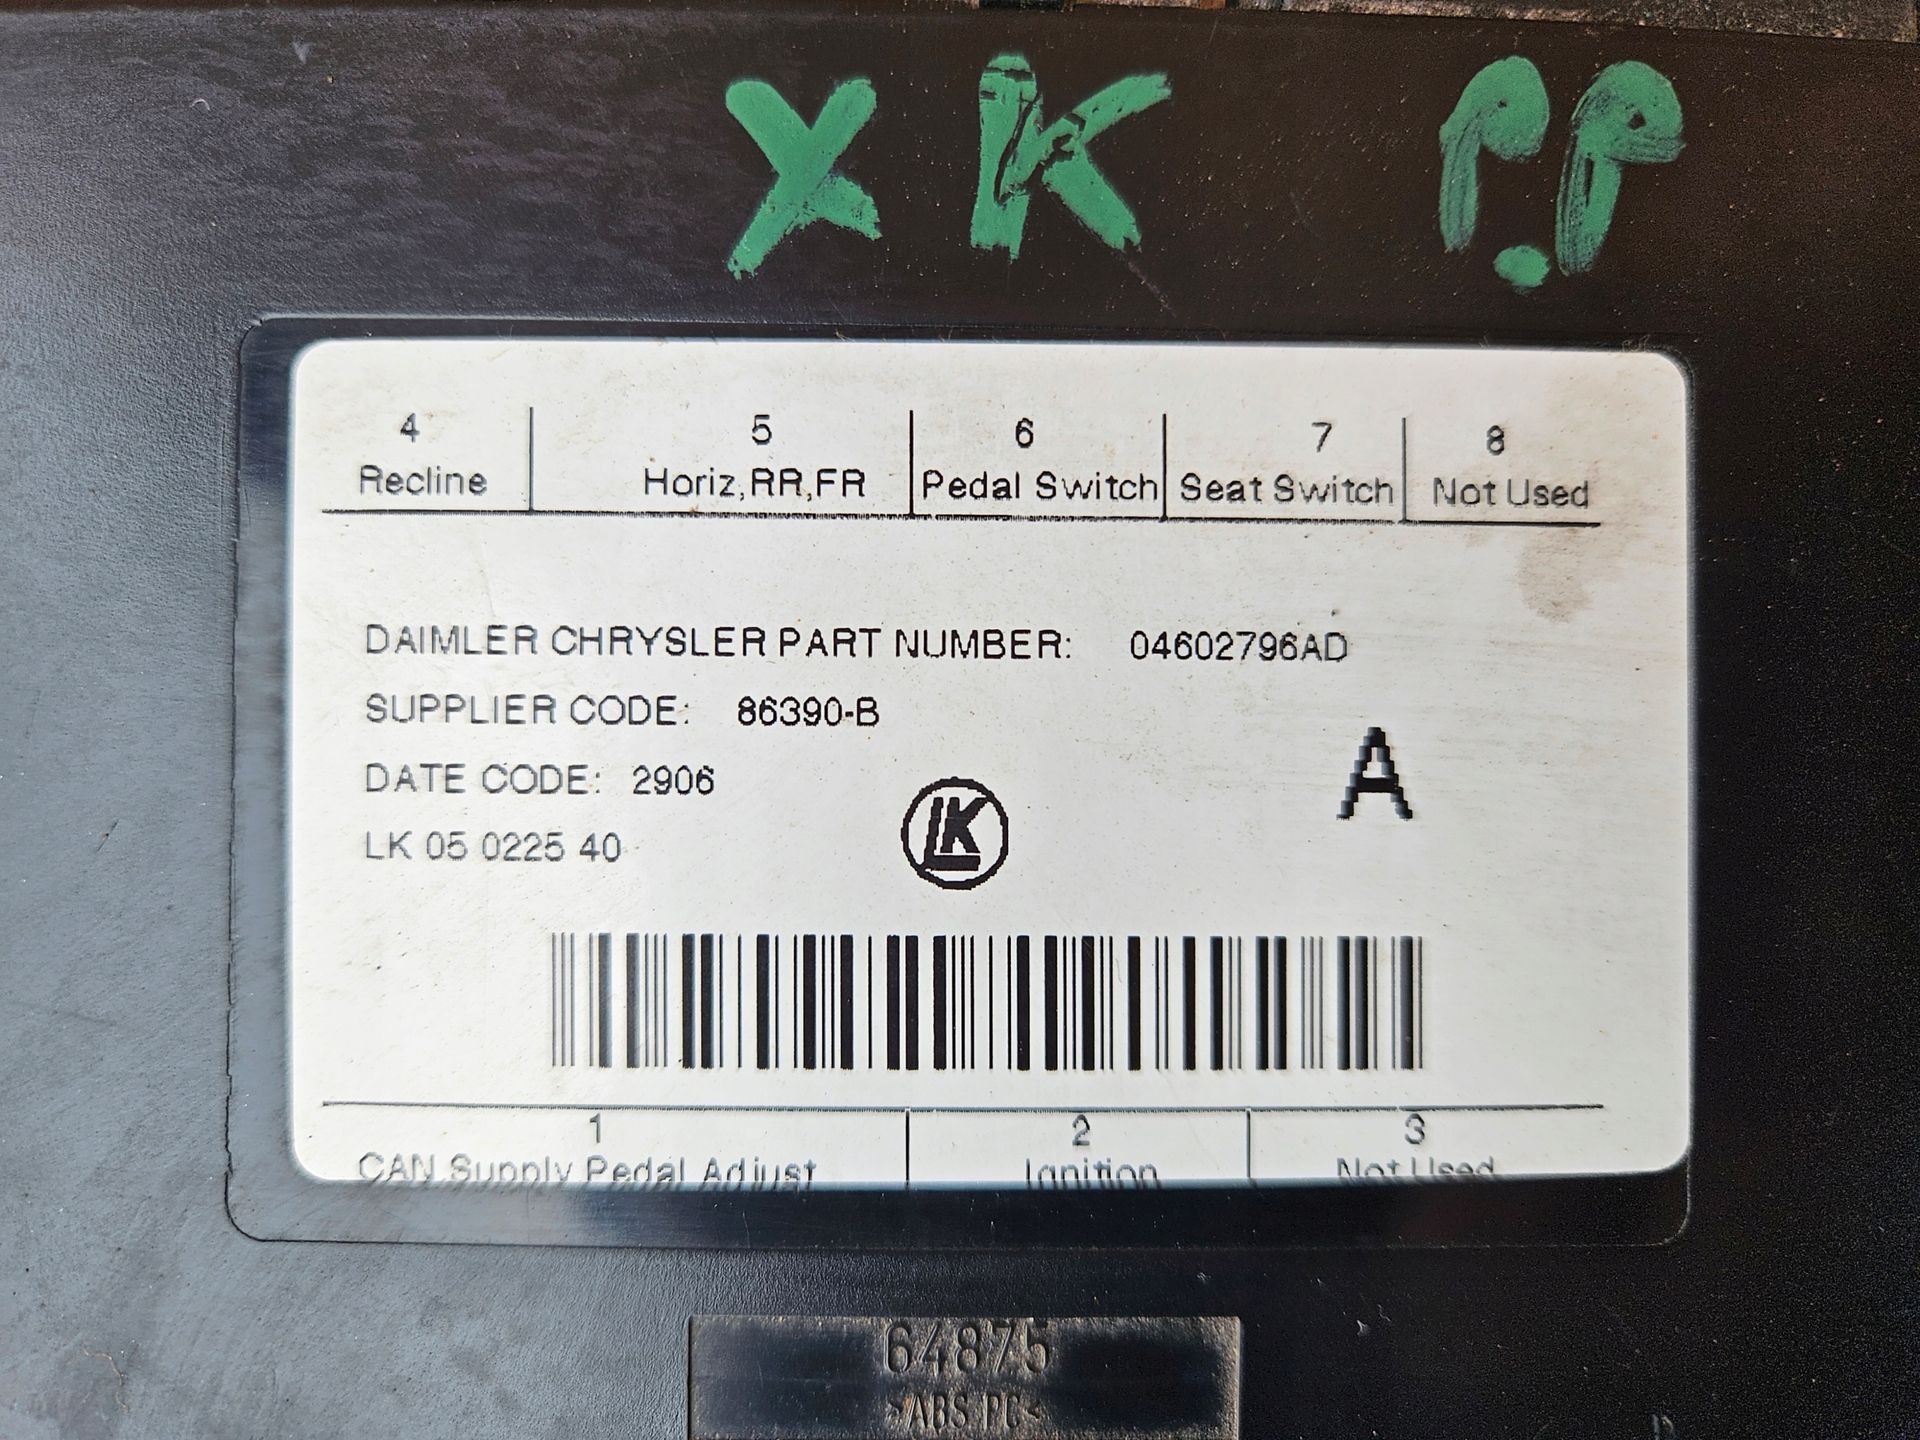 XK P.P
4 5 6 7 8
Recline Horiz,RR,FR Pedal Switch Seat Switch Not Used
DAIMLER CHRYSLER PART NUMBER: 04602796AD
SUPPLIER CODE: 86390-B
DATE CODE: 2906
A
LK 05 0225 40
LK
1 2 3
CAN,Supply Pedal Adjust Ignition Not Used
64875
>ABS PC<